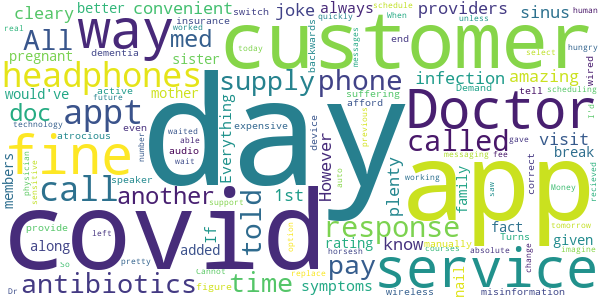 cleary better convenient joke always providers sinus
insurance switch When quickly schedule human
All way med customer
real worked backwards messages unless
pregnant dementia sister end today select hungry
headphones supply phone infection amazing
would've active mother suffering Demand wired
future afford tell scheduling
doc appt day Doctor I'd
technology atrocious even waited able expensive Everything device previous messaging fee gave recieved
fine audio wait However called visit
members number correct break
physician sensitive call speaker auto working saw Money
another told 1st plenty family app
support response
covid If rating know fact given
along provide left added option Turns tomorrow
So pretty Cannot manually nail imagine
antibiotics time symptoms pay service
Dr figure replace horsesh wireless courses absolute change misinformation